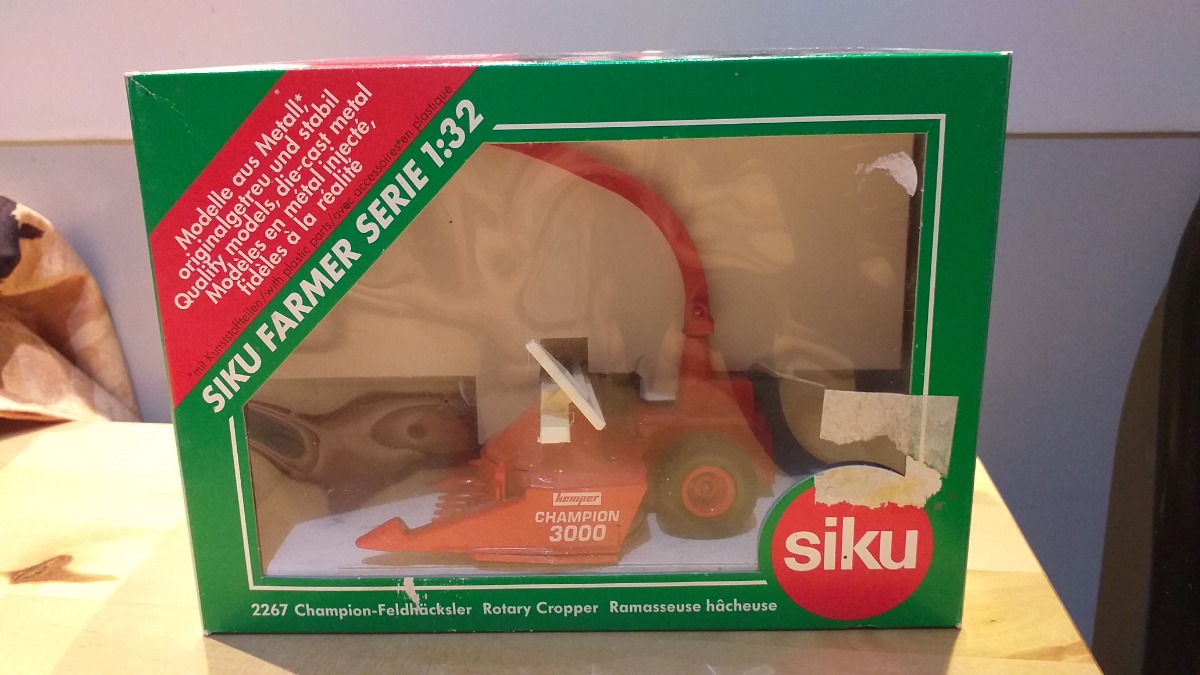 Modelle aus Metall,*
originalgetreu und stabil
Quality models, die-cast metal
Modèles en métal injecté,
fidèles à la réalité
*mit Kunststoffteilen/with plastic parts/avec accessoires en plastique
SIKU FARMER SERIE 1:32
kemper
CHAMPION
3000
siku
2267 Champion-Feldhäcksler Rotary Cropper Ramasseuse hâcheuse